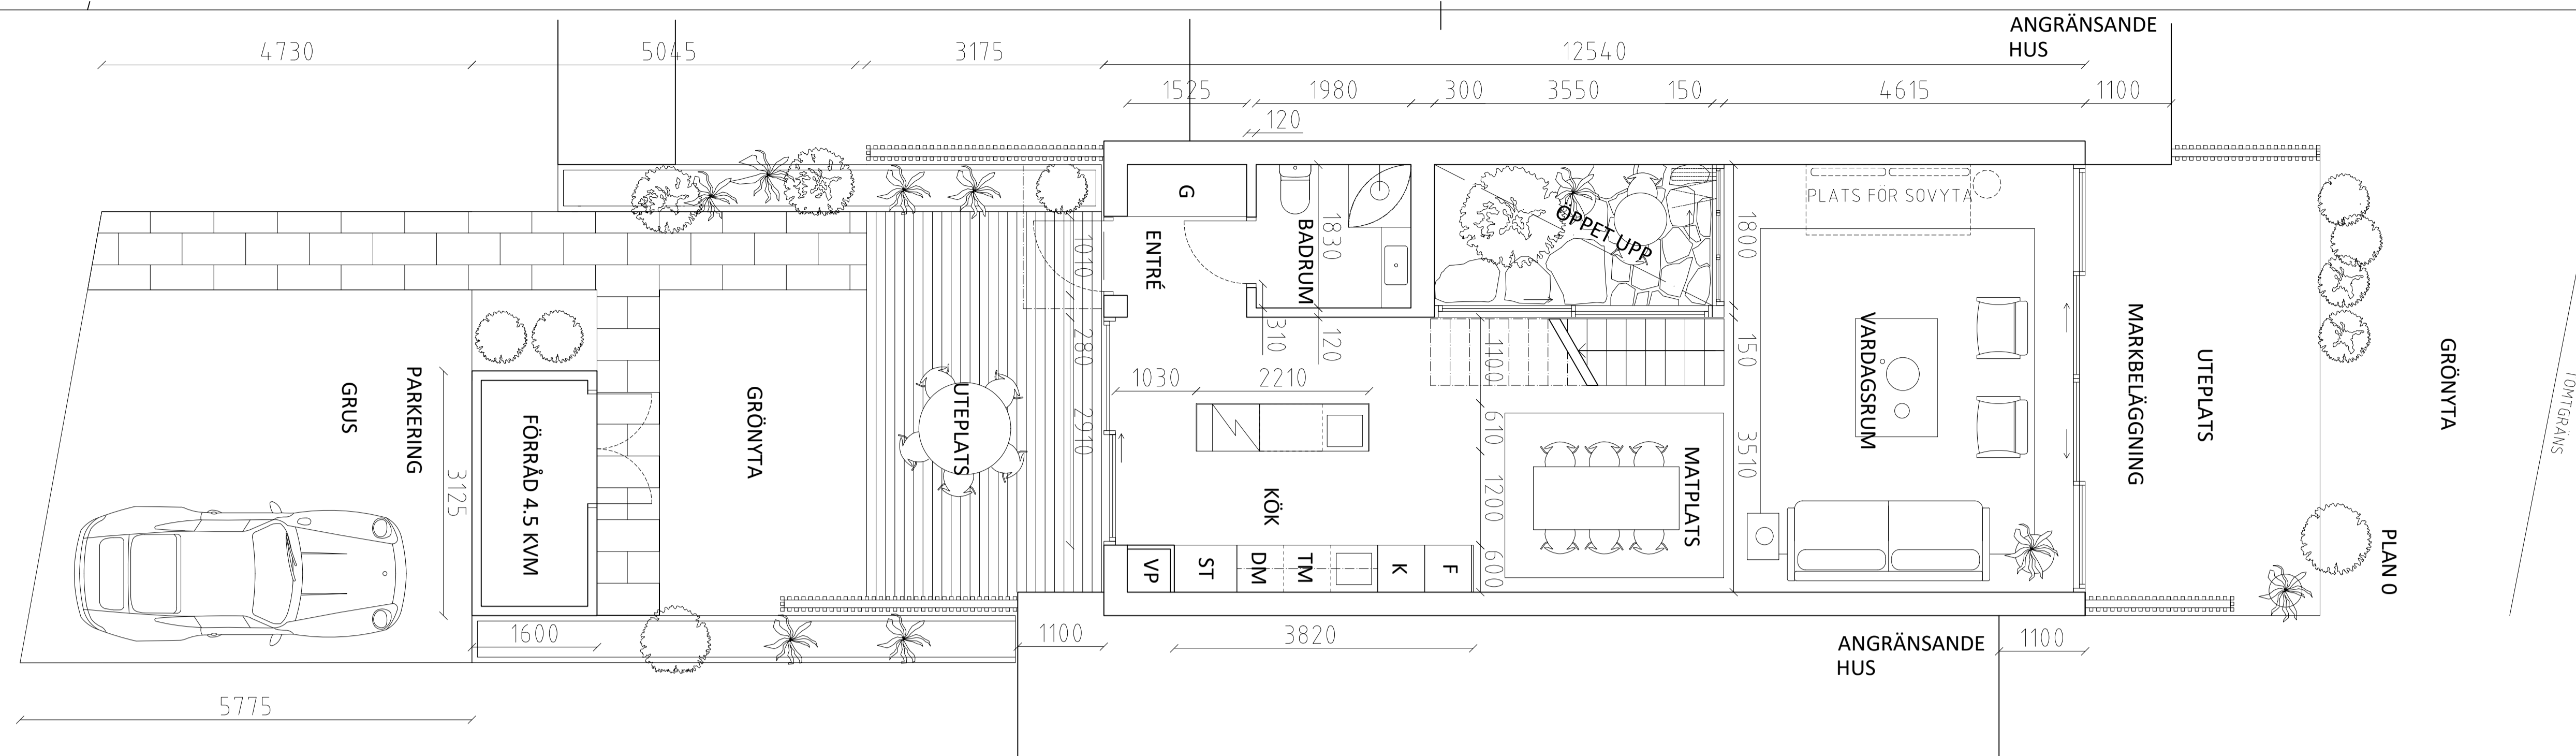 ANGRÄNSANDE
HUS
4730
5045
3175
12540
1525
1980
300
3550
150
4615
1100
120
G
ENTRÉ
BADRUM
1830
ÖPPET UPP
PLATS FÖR SOVYTA
1800
1010
280
2910
310
120
1100
150
1030
2210
610
3510
1200
600
VARDAGSRUM
MARKBELÄGGNING
UTEPLATS
GRÖNYTA
TOMTGRÄNS
PLAN 0
GRUS
PARKERING
3125
FÖRRÅD 4.5 KVM
GRÖNYTA
UTEPLATS
KÖK
MATPLATS
VP
ST
DM
TM
K
F
1600
1100
3820
ANGRÄNSANDE
HUS
1100
5775